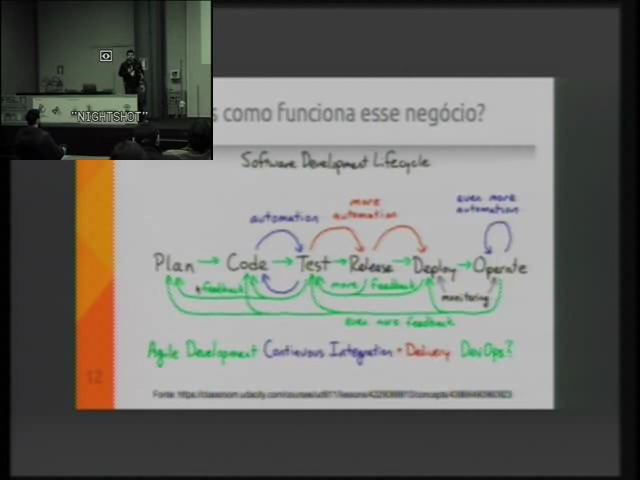 "NIGHTSHOT"
s como funciona esse negócio?
Software Development Lifecycle
automation
more automation
even more automation
Plan → Code → Test → Release → Deploy → Operate
feedback
more feedback
monitoring
even more feedback
Agile Development Continuous Integration + Delivery DevOps?
12